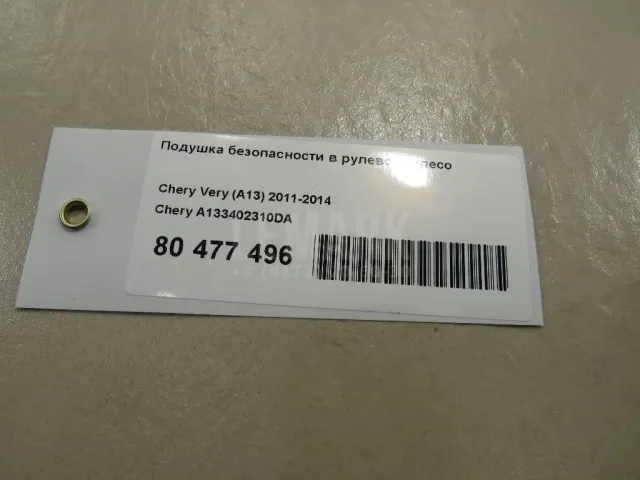 Подушка безопасности в
Chery Very (A13) 2011-2014
Chery A133402310DA
80 477 496